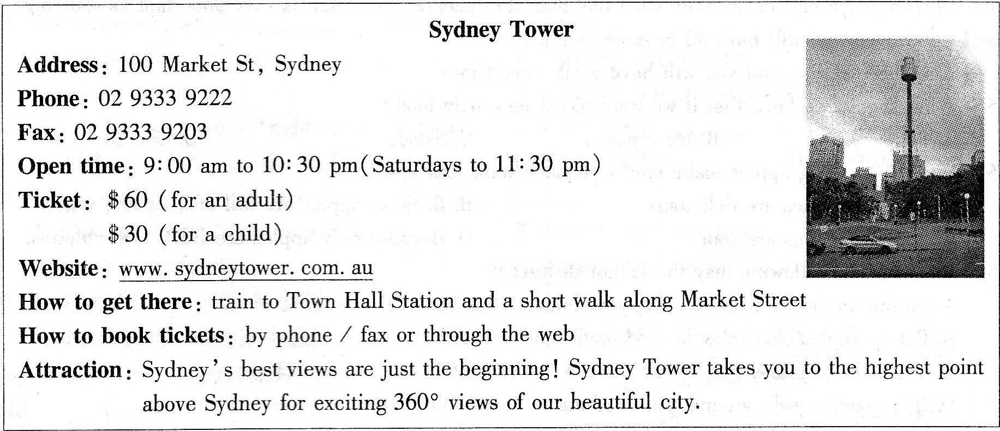 Sydney Tower
Address: 100 Market St, Sydney
Phone: 02 9333 9222
Fax: 02 9333 9203
Open time: 9:00 am to 10:30 pm(Saturdays to 11:30 pm)
Ticket: $60 (for an adult)
$30 (for a child)
Website: www. sydneytower. com. au
How to get there: train to Town Hall Station and a short walk along Market Street
How to book tickets: by phone / fax or through the web
Attraction: Sydney's best views are just the beginning! Sydney Tower takes you to the highest point
above Sydney for exciting 360° views of our beautiful city.